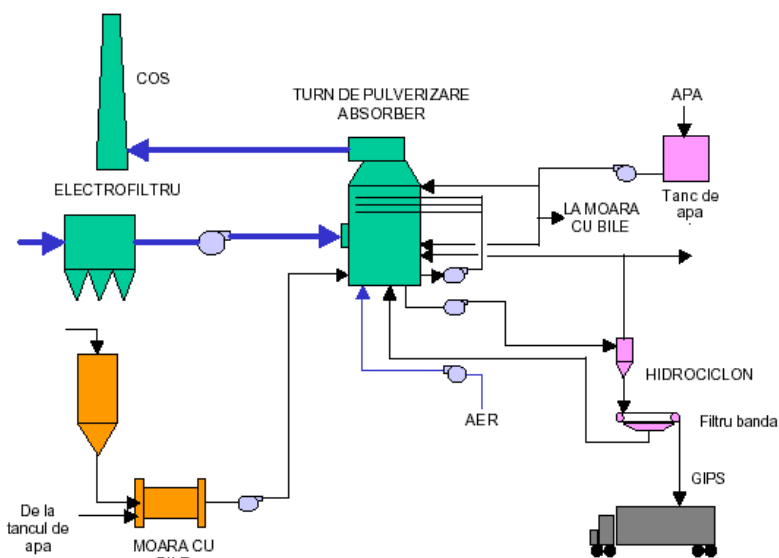 COS
TURN DE PULVERIZARE
ABSORBER
APA
ELECTROFILTRU
Tanc de
apa
LA MOARA
CU BILE
HIDROCICLON
AER
Filtru banda
GIPS
De la
tancul de
apa
MOARA CU